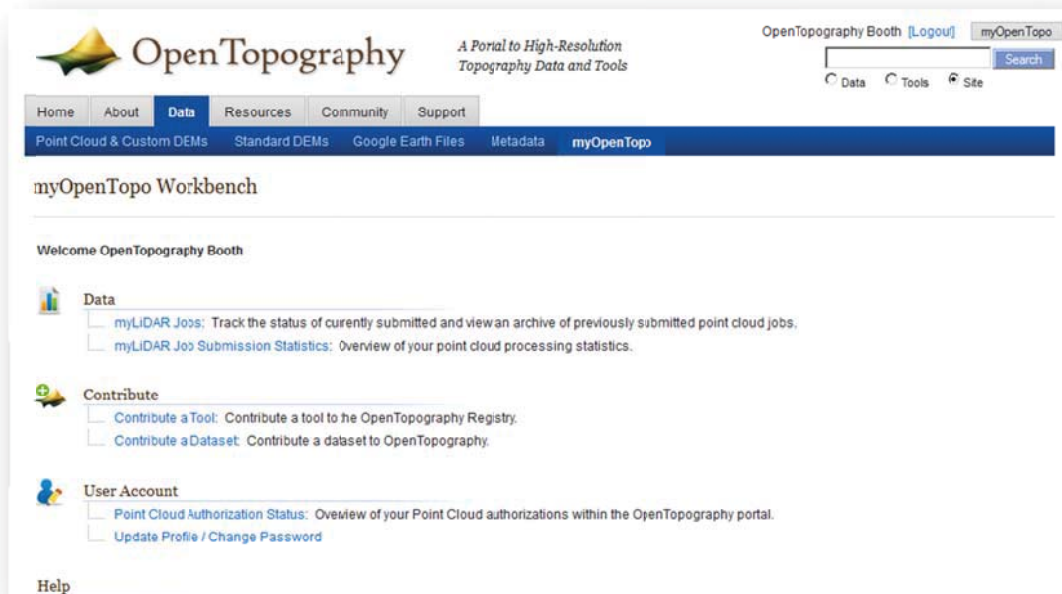 OpenTopography
A Portal to High-Resolution
Topography Data and Tools
OpenTopography Booth [Logout] myOpenTopo
Search
Data Tools Site
Home About Data Resources Community Support
Point Cloud & Custom DEMs Standard DEMs Google Earth Files Metadata myOpenTopo
myOpenTopo Workbench
Welcome OpenTopography Booth
Data
myLiDAR Jobs: Track the status of currently submitted and view an archive of previously submitted point cloud jobs.
myLiDAR Job Submission Statistics: Overview of your point cloud processing statistics.
Contribute
Contribute a Tool: Contribute a tool to the OpenTopography Registry.
Contribute a Dataset: Contribute a dataset to OpenTopography.
User Account
Point Cloud Authorization Status: Overview of your Point Cloud authorizations within the OpenTopography portal.
Update Profile / Change Password
Help